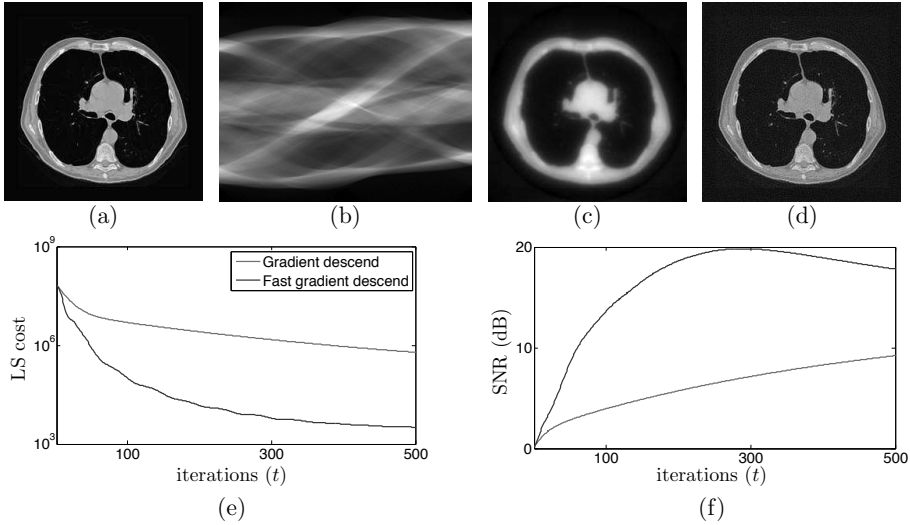 (a) (b) (c) (d)
10^9
Gradient descend
Fast gradient descend
10^6
LS cost
10^3
100 300 500
iterations (t)
(e)
20
10
SNR (dB)
0
100 300 500
iterations (t)
(f)